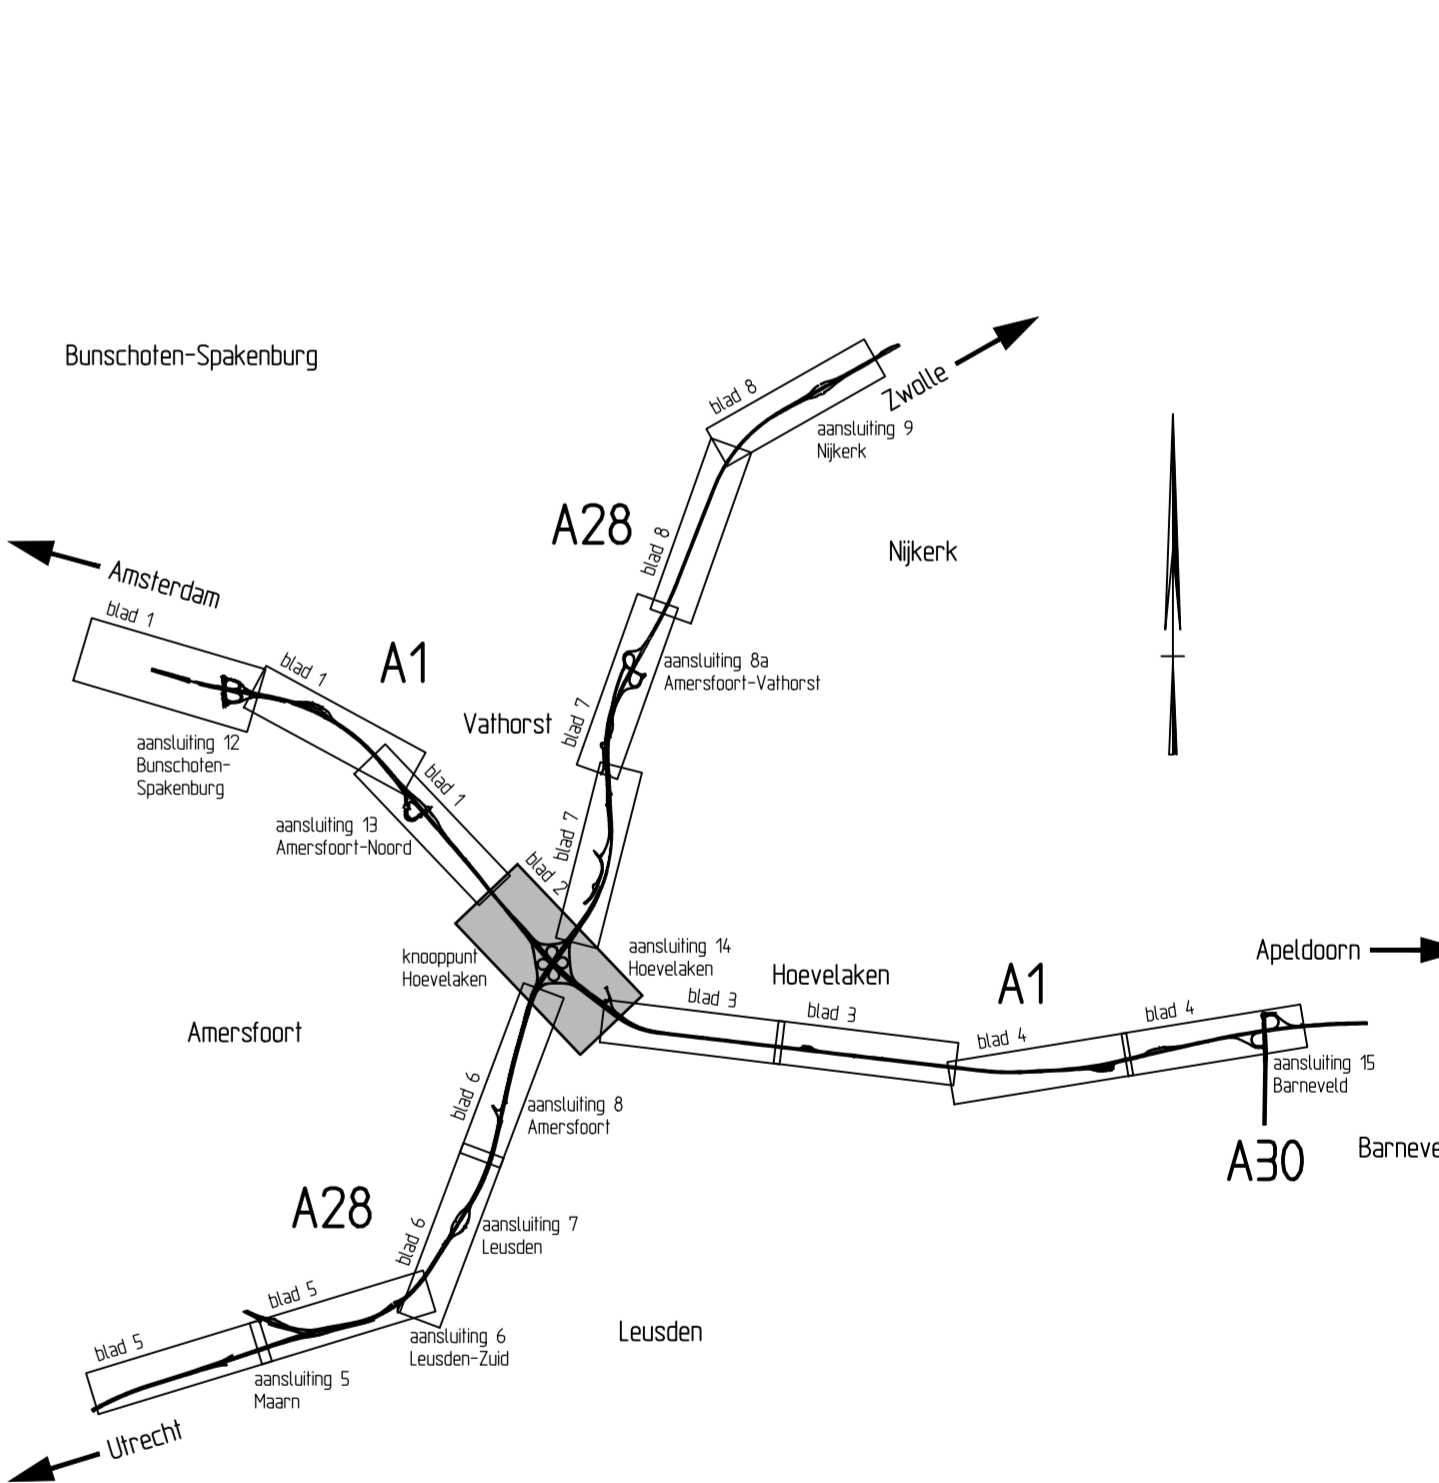 Bunschoten-Spakenburg
blad 8
Zwolle
aansluiting 9
Nijkerk
A28
blad 8
Nijkerk
Amsterdam
blad 1
A1
blad 1
aansluiting 8a
Amersfoort-Vathorst
Vathorst
blad 7
aansluiting 12
Bunschoten-
Spakenburg
blad 1
aansluiting 13
Amersfoort-Noord
blad 7
blad 2
knooppunt
Hoevelaken
aansluiting 14
Hoevelaken
Hoevelaken
A1
Apeldoorn
blad 3
blad 3
blad 4
blad 4
Amersfoort
aansluiting 15
Barneveld
blad 6
aansluiting 8
Amersfoort
A30
Barneve
A28
blad 6
aansluiting 7
Leusden
blad 5
blad 5
aansluiting 6
Leusden-Zuid
Leusden
aansluiting 5
Maarn
Utrecht